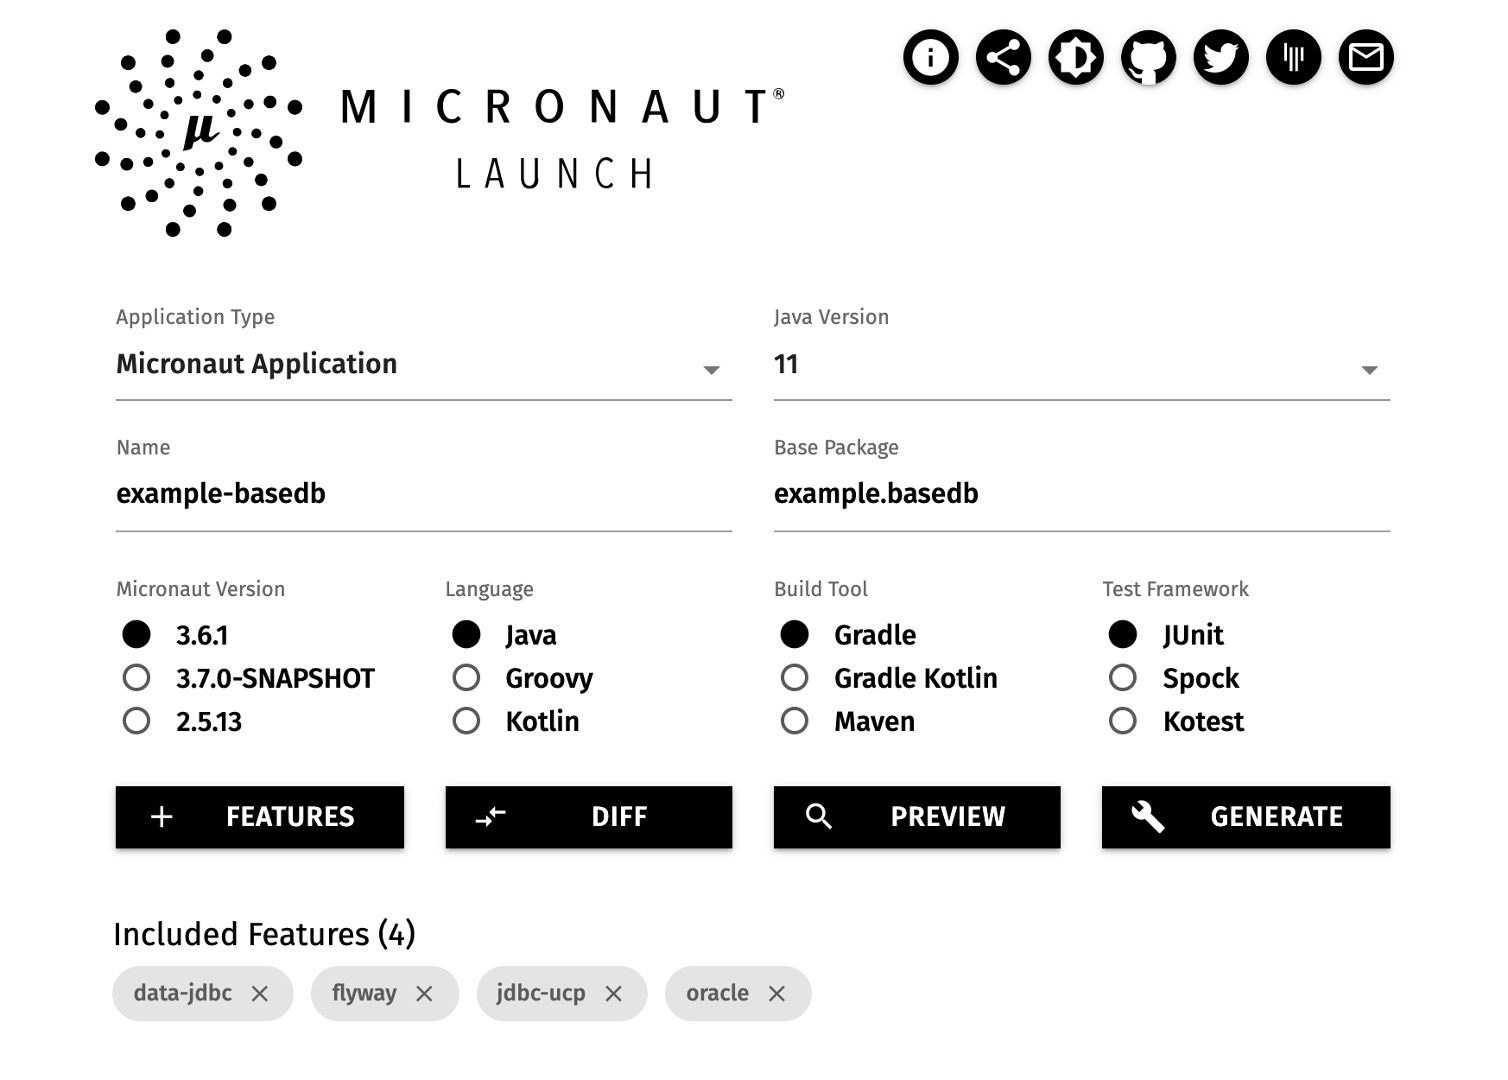 µ
MICRONAUT®
LAUNCH
Application Type
Java Version
Micronaut Application
11
Name
Base Package
example-basedb
example.basedb
Micronaut Version
3.6.1
3.7.0-SNAPSHOT
2.5.13
Language
Java
Groovy
Kotlin
Build Tool
Gradle
Gradle Kotlin
Maven
Test Framework
JUnit
Spock
Kotest
FEATURES
DIFF
PREVIEW
GENERATE
Included Features (4)
data-jdbc
flyway
jdbc-ucp
oracle